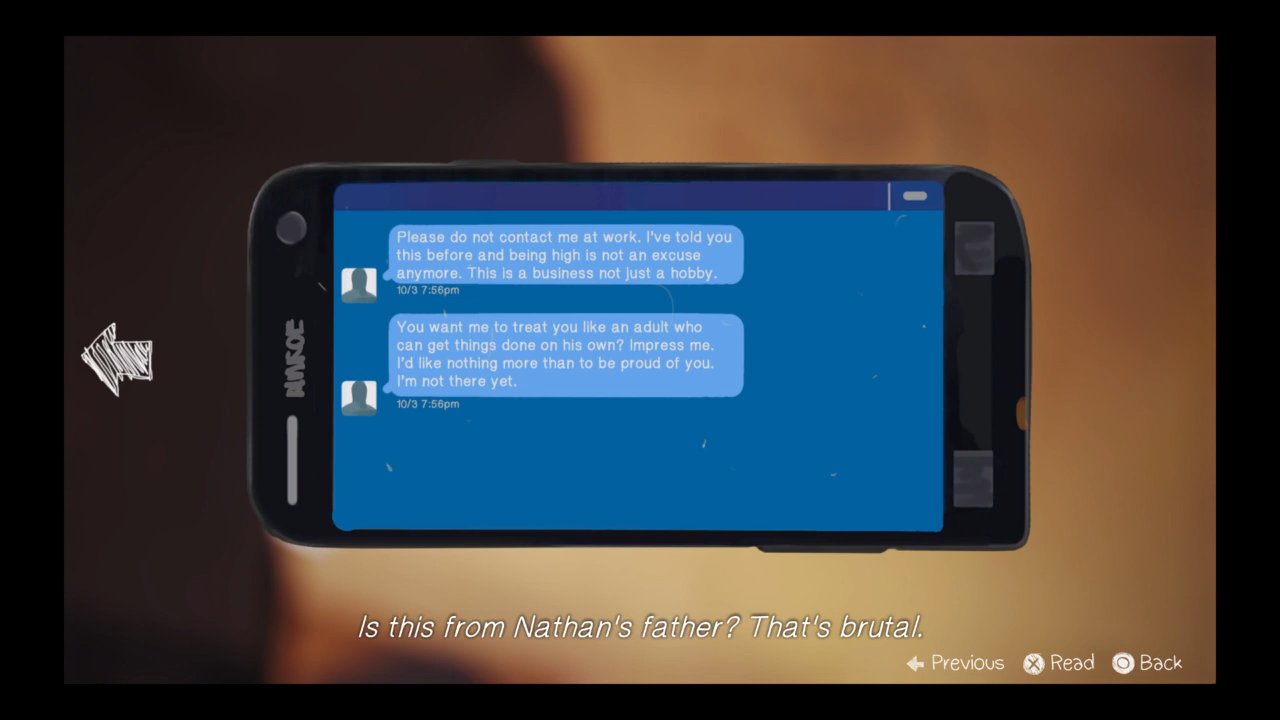 Please do not contact me at work. I've told you
this before and being high is not an excuse
anymore. This is a business not just a hobby.
10/3 7:56pm
You want me to treat you like an adult who
can get things done on his own? Impress me.
I'd like nothing more than to be proud of you.
I'm not there yet.
10/3 7:56pm
Is this from Nathan's father? That's brutal.
Previous Read Back